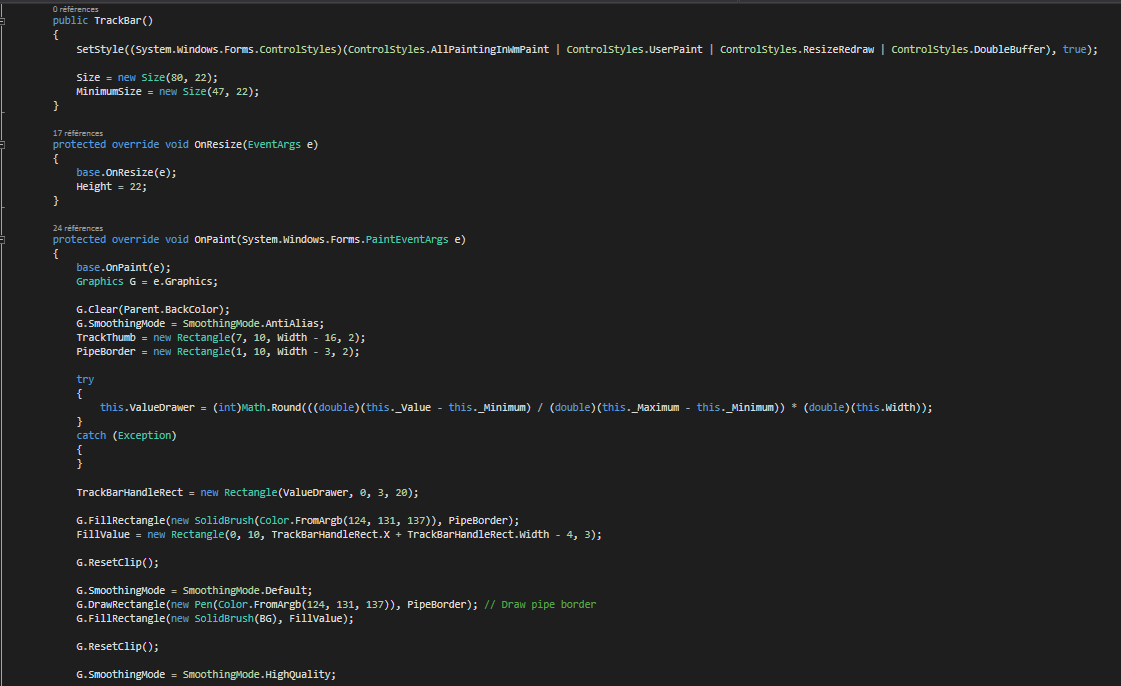 0 références
public TrackBar()
{
SetStyle((System.Windows.Forms.ControlStyles)(ControlStyles.AllPaintingInWmPaint | ControlStyles.UserPaint | ControlStyles.ResizeRedraw | ControlStyles.DoubleBuffer), true);
Size = new Size(80, 22);
MinimumSize = new Size(47, 22);
}
17 références
protected override void OnResize(EventArgs e)
{
base.OnResize(e);
Height = 22;
}
24 références
protected override void OnPaint(System.Windows.Forms.PaintEventArgs e)
{
base.OnPaint(e);
Graphics G = e.Graphics;
G.Clear(Parent.BackColor);
G.SmoothingMode = SmoothingMode.AntiAlias;
TrackThumb = new Rectangle(7, 10, Width - 16, 2);
PipeBorder = new Rectangle(1, 10, Width - 3, 2);
try
{
this.ValueDrawer = (int)Math.Round(((double)(this._Value - this._Minimum) / (double)(this._Maximum - this._Minimum)) * (double)(this.Width));
}
catch (Exception)
{
}
TrackBarHandleRect = new Rectangle(ValueDrawer, 0, 3, 20);
G.FillRectangle(new SolidBrush(Color.FromArgb(124, 131, 137)), PipeBorder);
FillValue = new Rectangle(0, 10, TrackBarHandleRect.X + TrackBarHandleRect.Width - 4, 3);
G.ResetClip();
G.SmoothingMode = SmoothingMode.Default;
G.DrawRectangle(new Pen(Color.FromArgb(124, 131, 137)), PipeBorder); // Draw pipe border
G.FillRectangle(new SolidBrush(BG), FillValue);
G.ResetClip();
G.SmoothingMode = SmoothingMode.HighQuality;